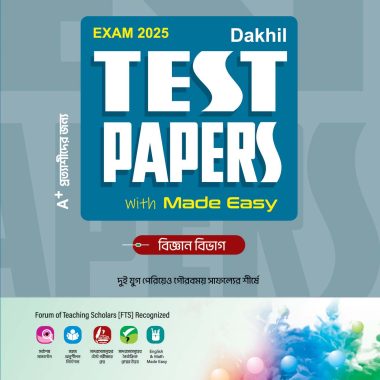 EXAM 2025
Dakhil
TEST
PAPERS
with Made Easy
A+ প্রত্যাশীদের জন্য
বিজ্ঞান বিভাগ
দুই যুগ পেরিয়েও গৌরবময় সাফল্যের শীর্ষে
Forum of Teaching Scholars [FTS] Recognized
English
& Math
Made Easy